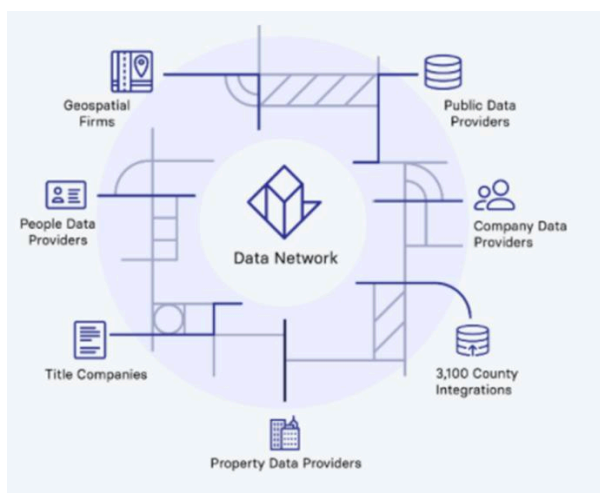 Geospatial
Firms
Public Data
Providers
People Data
Providers
Data Network
Company Data
Providers
Title Companies
3,100 County
Integrations
Property Data Providers